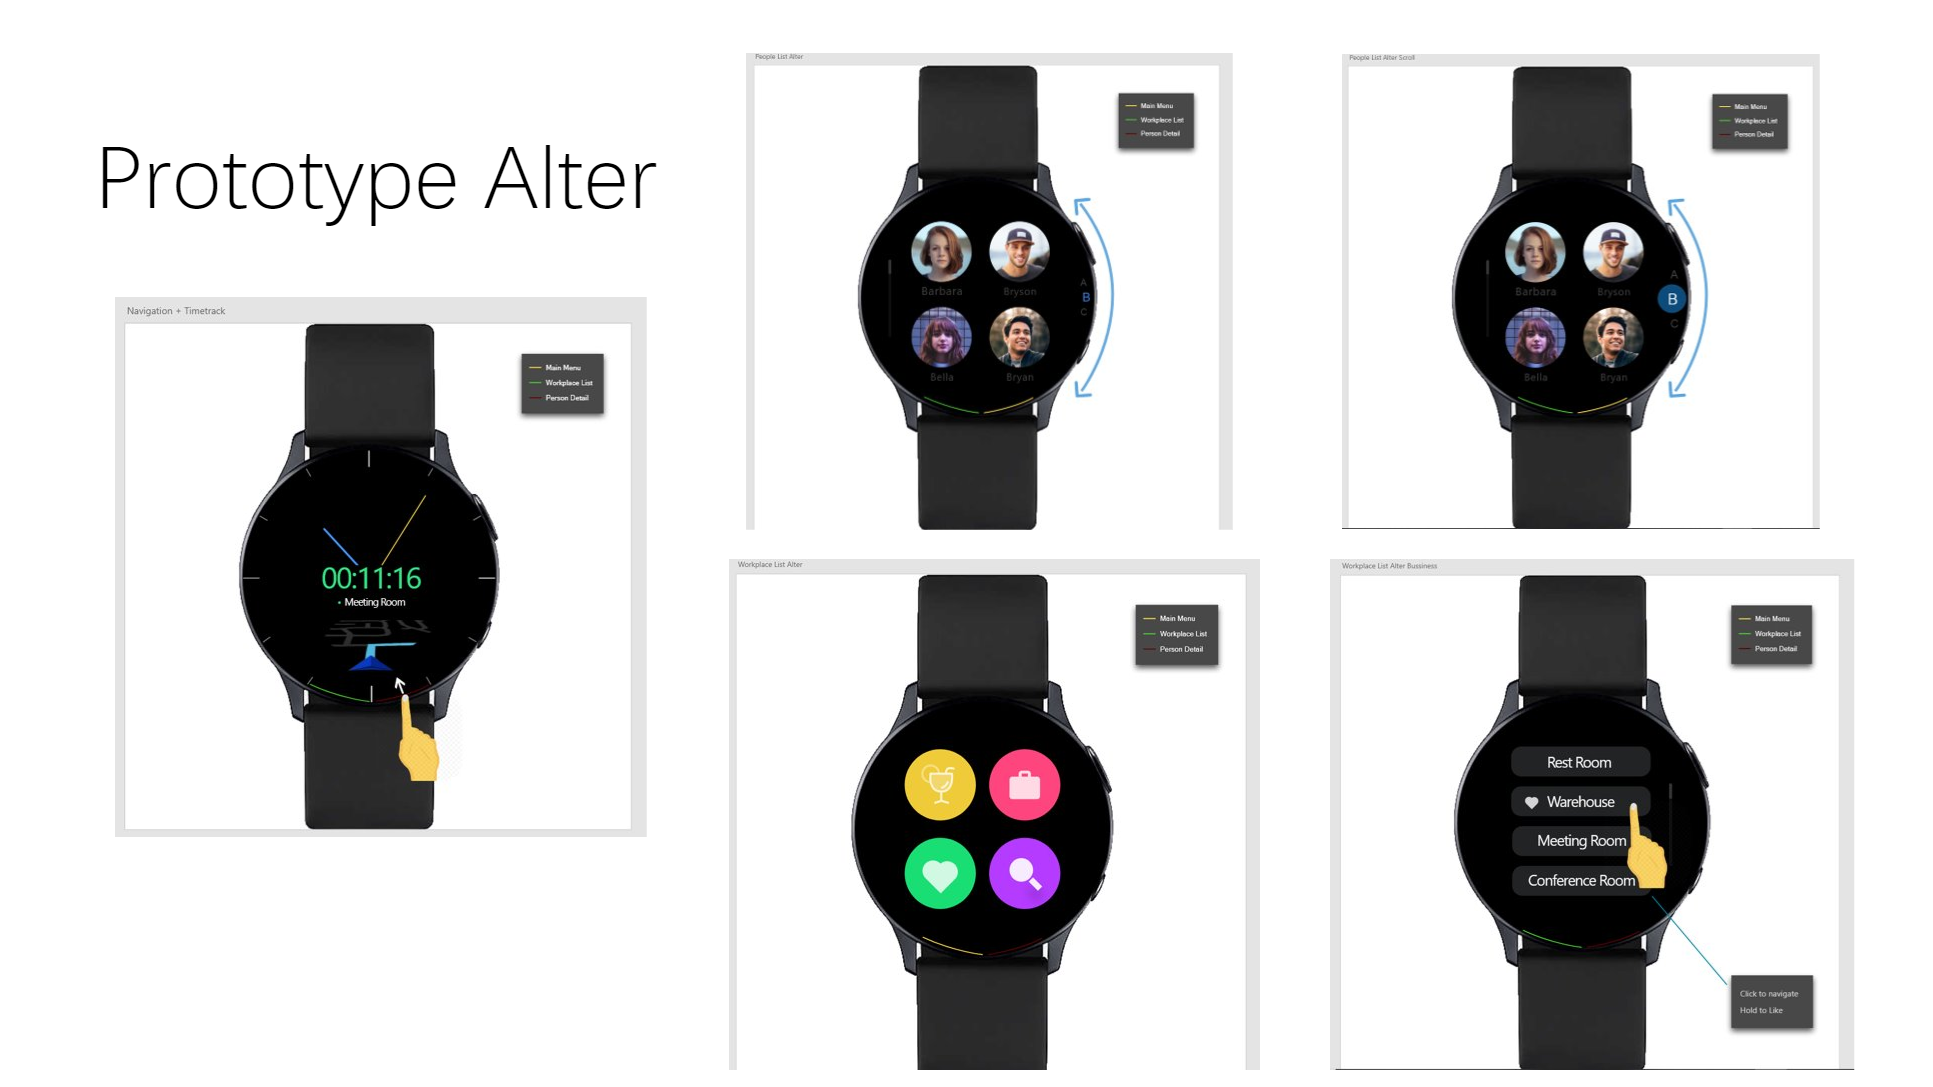 Prototype Alter
Navigation + Timetrack
Main Menu
Workplace List
Person Detail
00:11:16
• Meeting Room
People List Alter
Main Menu
Workplace List
Person Detail
Barbara
Bryson
A
B
C
Bella
Bryan
People List Alter Scroll
Main Menu
Workplace List
Person Detail
Barbara
Bryson
A
B
C
Bella
Bryan
Workplace List Alter
Main Menu
Workplace List
Person Detail
Workplace List Alter Bussiness
Main Menu
Workplace List
Person Detail
Rest Room
Warehouse
Meeting Room
Conference Room
Click to navigate
Hold to Like